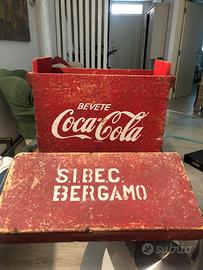 BEVETE
Coca-Cola
S.I.BEC.
BERGAMO
subito